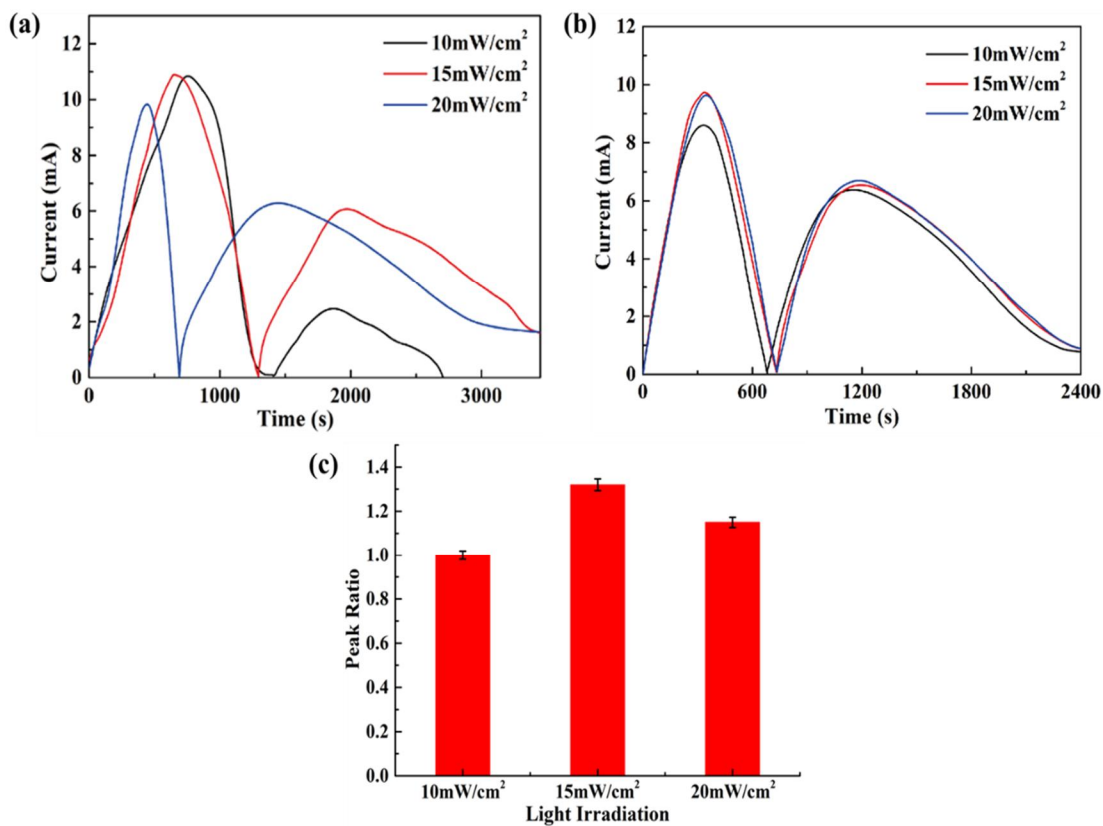 (a)
10mW/cm²
15mW/cm²
20mW/cm²
Current (mA)
12
10
8
6
4
2
0
0 1000 2000 3000
Time (s)
(b)
10mW/cm²
15mW/cm²
20mW/cm²
Current (mA)
12
10
8
6
4
2
0
0 600 1200 1800 2400
Time (s)
(c)
Peak Ratio
1.4
1.2
1.0
0.8
0.6
0.4
0.2
0.0
10mW/cm² 15mW/cm² 20mW/cm²
Light Irradiation